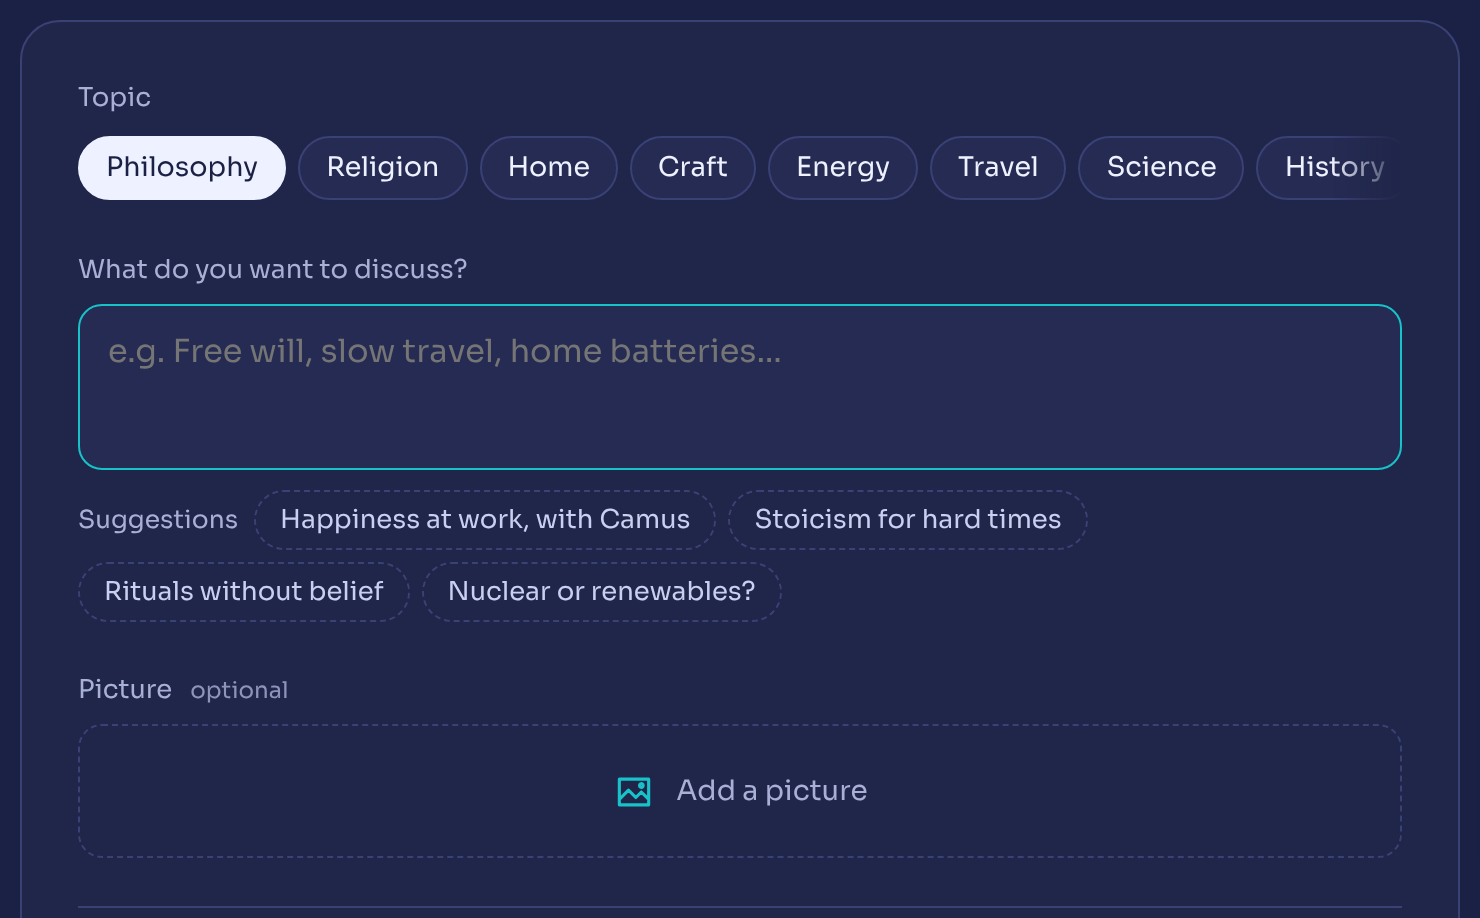 Topic
Philosophy Religion Home Craft Energy Travel Science History
What do you want to discuss?
e.g. Free will, slow travel, home batteries...
Suggestions Happiness at work, with Camus Stoicism for hard times
Rituals without belief Nuclear or renewables?
Picture optional
Add a picture